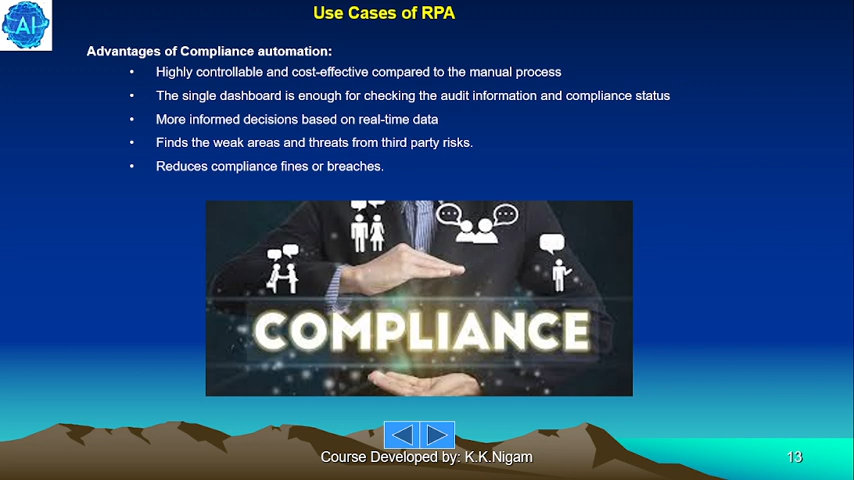 AI
Use Cases of RPA
Advantages of Compliance automation:
• Highly controllable and cost-effective compared to the manual process
• The single dashboard is enough for checking the audit information and compliance status
• More informed decisions based on real-time data
• Finds the weak areas and threats from third party risks.
• Reduces compliance fines or breaches.
COMPLIANCE
Course Developed by: K.K.Nigam
13